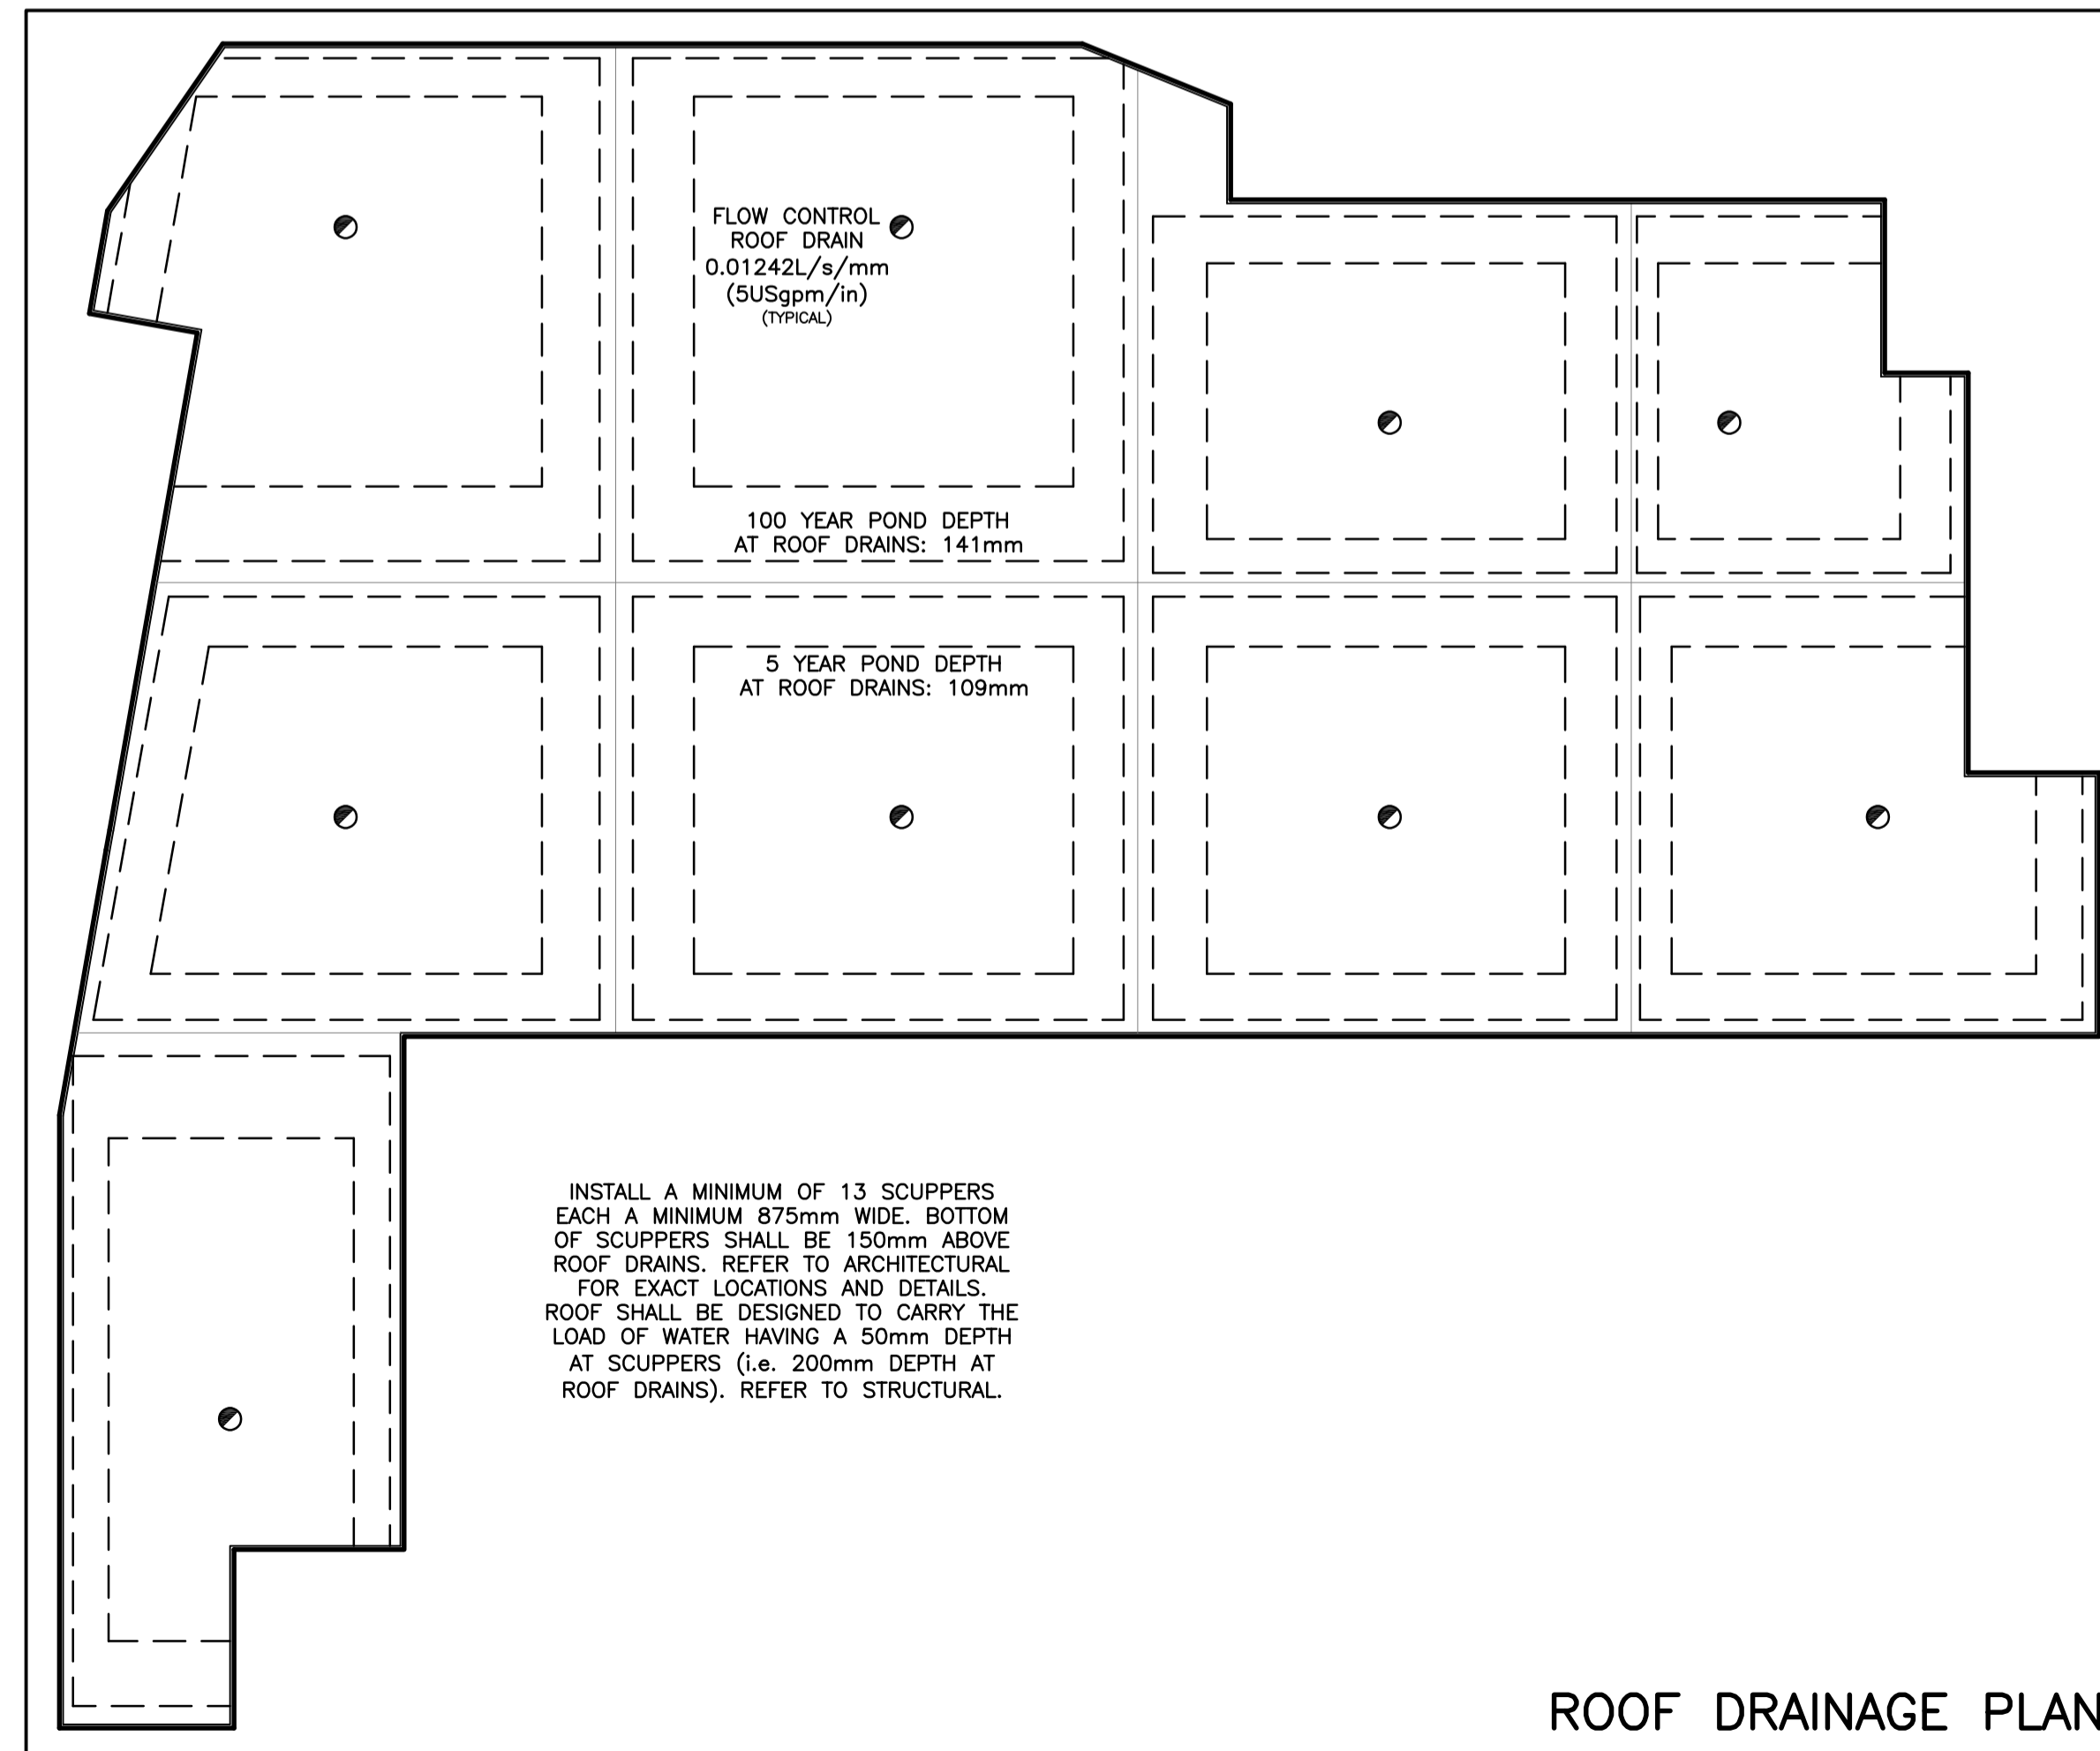 FLOW CONTROL
ROOF DRAIN
0.01242L/s/mm
(5USgpm/in)
(TYPICAL)
100 YEAR POND DEPTH
AT ROOF DRAINS: 141mm
5 YEAR POND DEPTH
AT ROOF DRAINS: 109mm
INSTALL A MINIMUM OF 13 SCUPPERS
EACH A MINIMUM 875mm WIDE. BOTTOM
OF SCUPPERS SHALL BE 150mm ABOVE
ROOF DRAINS. REFER TO ARCHITECTURAL
FOR EXACT LOCATIONS AND DETAILS.
ROOF SHALL BE DESIGNED TO CARRY THE
LOAD OF WATER HAVING A 50mm DEPTH
AT SCUPPERS (i.e. 200mm DEPTH AT
ROOF DRAINS). REFER TO STRUCTURAL.
ROOF DRAINAGE PLAN